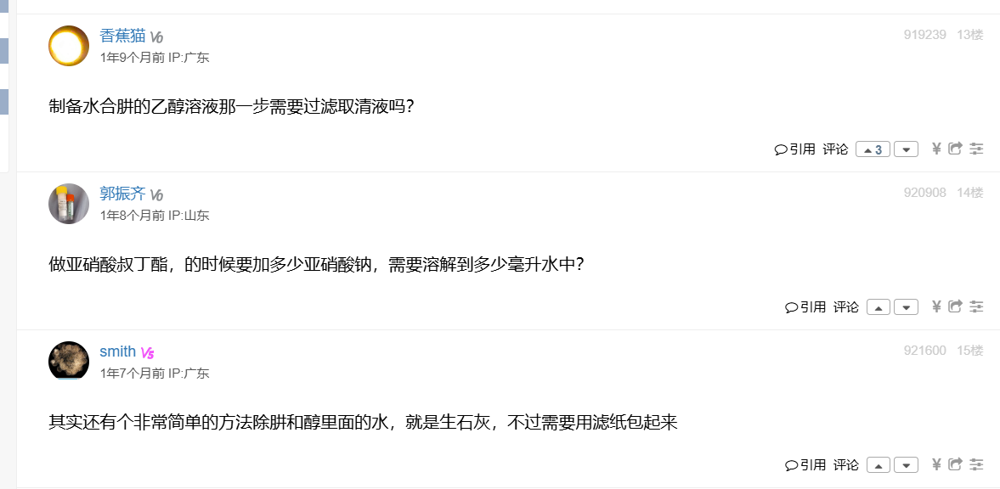 香蕉猫 V0
919239 13楼
1年9个月前 IP:广东
制备水合肼的乙醇溶液那一步需要过滤取清液吗？
引用 评论 3 ¥
郭振齐 V0
920908 14楼
1年8个月前 IP:山东
做亚硝酸叔丁酯，的时候要加多少亚硝酸钠，需要溶解到多少毫升水中？
引用 评论 ¥
smith V5
921600 15楼
1年7个月前 IP:广东
其实还有个非常简单的方法除肼和醇里面的水，就是生石灰，不过需要用滤纸包起来
引用 评论 ¥